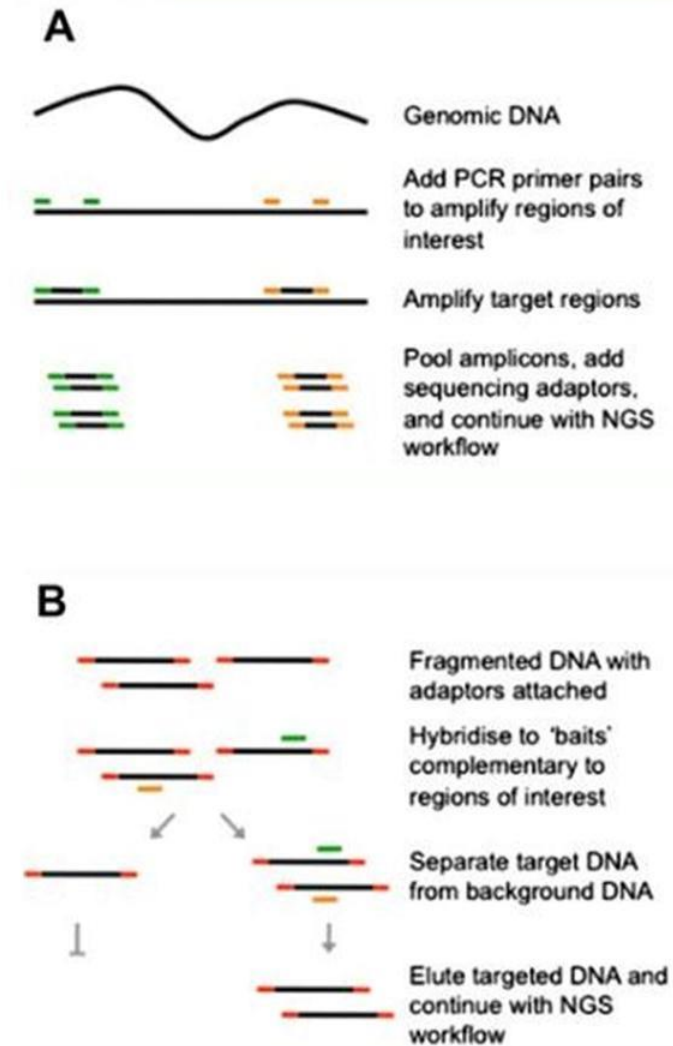 A
Genomic DNA
Add PCR primer pairs
to amplify regions of
interest
Amplify target regions
Pool amplicons, add
sequencing adaptors,
and continue with NGS
workflow
B
Fragmented DNA with
adaptors attached
Hybridise to ‘baits’
complementary to
regions of interest
Separate target DNA
from background DNA
Elute targeted DNA and
continue with NGS
workflow